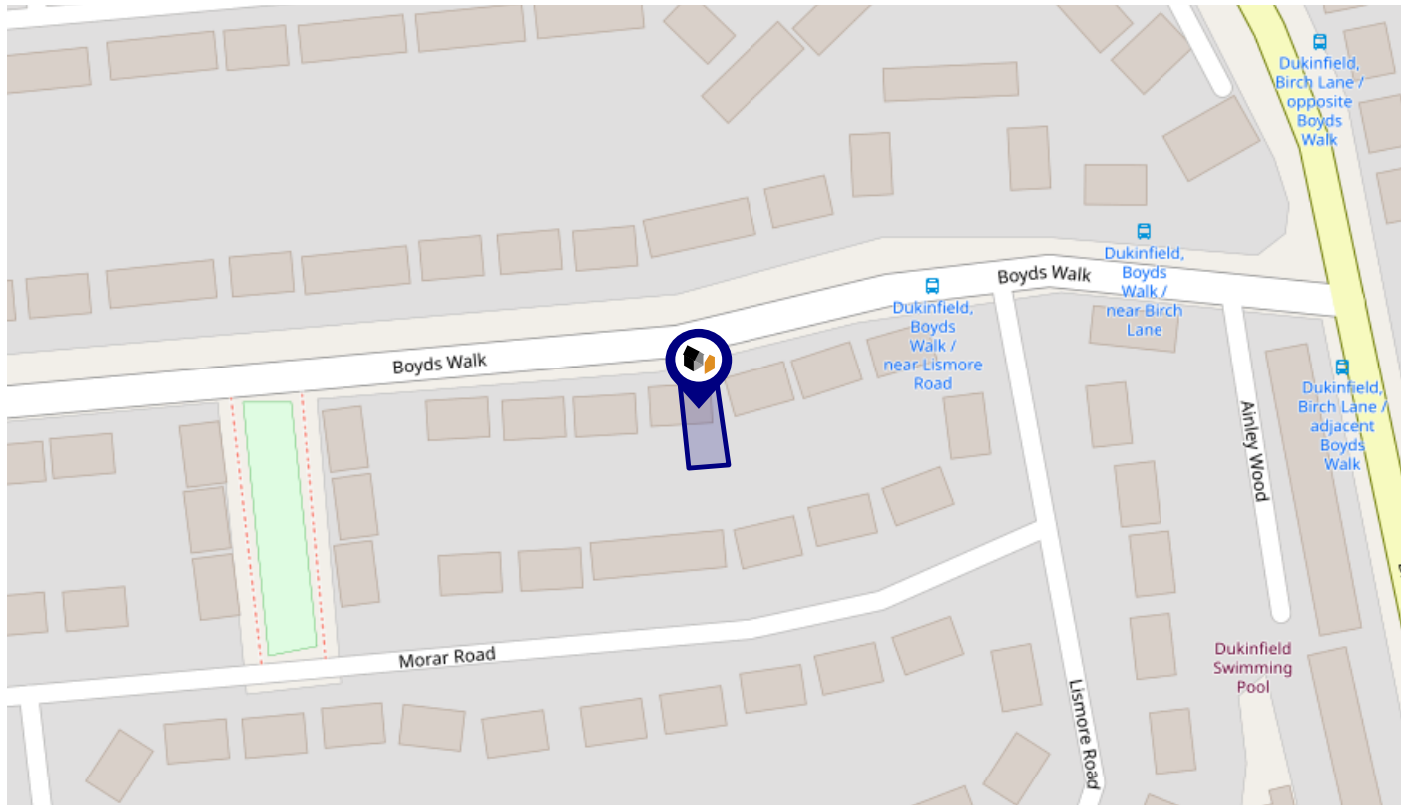 Dukinfield,
Birch Lane /
opposite
Boyds
Walk
Dukinfield,
Boyds
Walk /
near Birch
Lane
Boyds Walk
Dukinfield,
Boyds
Walk /
near Lismore
Road
Boyds Walk
Dukinfield,
Birch Lane /
adjacent
Boyds
Walk
Ainley Wood
Morar Road
Dukinfield
Swimming
Pool
Lismore Road